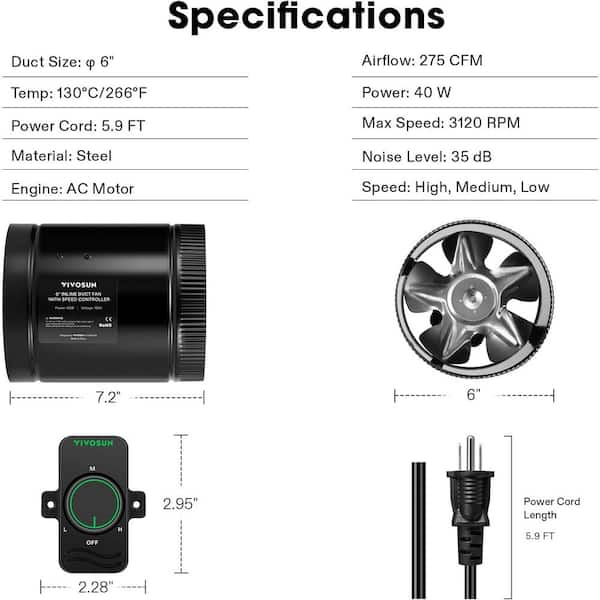 Specifications
Duct Size: φ 6"
Temp: 130°C/266°F
Power Cord: 5.9 FT
Material: Steel
Engine: AC Motor
Airflow: 275 CFM
Power: 40 W
Max Speed: 3120 RPM
Noise Level: 35 dB
Speed: High, Medium, Low
VIVOSUN
6" INLINE DUCT FAN
WITH SPEED CONTROLLER
CE
RoHS
7.2"
6"
VIVOSUN
M
L
H
OFF
2.95"
2.28"
Power Cord
Length
5.9 FT